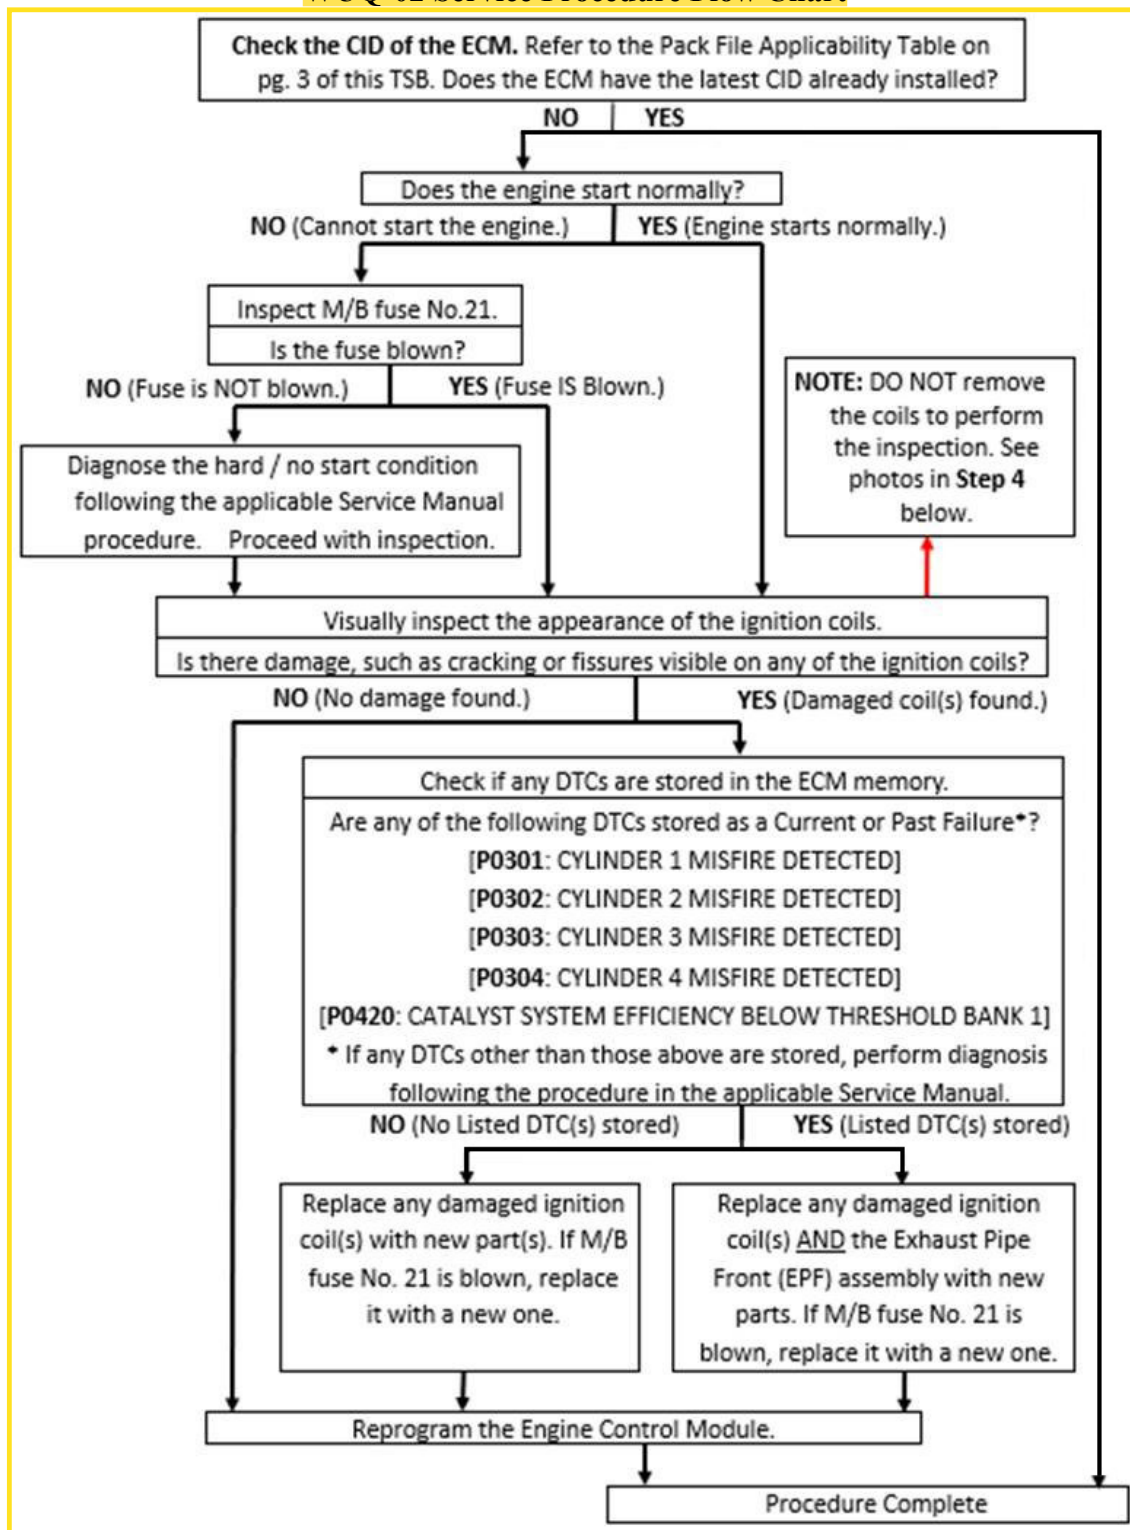 Check the CID of the ECM. Refer to the Pack File Applicability Table on
pg. 3 of this TSB. Does the ECM have the latest CID already installed?
NO YES
Does the engine start normally?
NO (Cannot start the engine.) YES (Engine starts normally.)
Inspect M/B fuse No.21.
Is the fuse blown?
NO (Fuse is NOT blown.) YES (Fuse IS Blown.)
NOTE: DO NOT remove
the coils to perform
the inspection. See
photos in Step 4
below.
Diagnose the hard / no start condition
following the applicable Service Manual
procedure. Proceed with inspection.
Visually inspect the appearance of the ignition coils.
Is there damage, such as cracking or fissures visible on any of the ignition coils?
NO (No damage found.) YES (Damaged coil(s) found.)
Check if any DTCs are stored in the ECM memory.
Are any of the following DTCs stored as a Current or Past Failure*?
[P0301: CYLINDER 1 MISFIRE DETECTED]
[P0302: CYLINDER 2 MISFIRE DETECTED]
[P0303: CYLINDER 3 MISFIRE DETECTED]
[P0304: CYLINDER 4 MISFIRE DETECTED]
[P0420: CATALYST SYSTEM EFFICIENCY BELOW THRESHOLD BANK 1]
* If any DTCs other than those above are stored, perform diagnosis
following the procedure in the applicable Service Manual.
NO (No Listed DTC(s) stored) YES (Listed DTC(s) stored)
Replace any damaged ignition
coil(s) with new part(s). If M/B
fuse No. 21 is blown, replace
it with a new one.
Replace any damaged ignition
coil(s) AND the Exhaust Pipe
Front (EPF) assembly with new
parts. If M/B fuse No. 21 is
blown, replace it with a new one.
Reprogram the Engine Control Module.
Procedure Complete